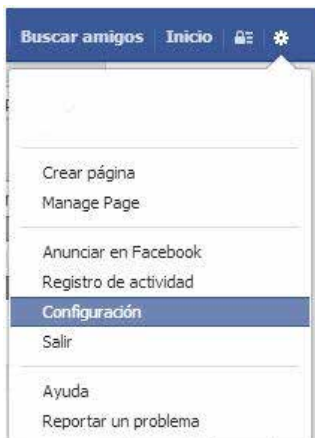 Buscar amigos Inicio
Crear página
Manage Page
Anunciar en Facebook
Registro de actividad
Configuración
Salir
Ayuda
Reportar un problema